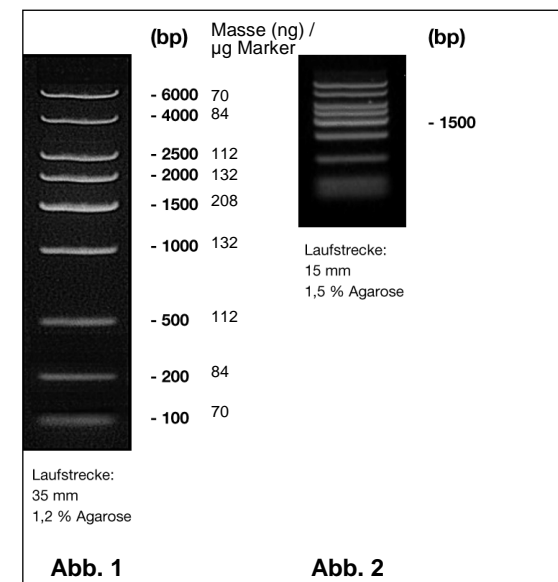 (bp) Masse (ng) / (bp)
µg Marker
- 6000 70
- 4000 84
- 2500 112
- 2000 132
- 1500 208
- 1000 132
- 500 112
- 200 84
- 100 70
- 1500
Laufstrecke:
15 mm
1,5 % Agarose
Laufstrecke:
35 mm
1,2 % Agarose
Abb. 1 Abb. 2